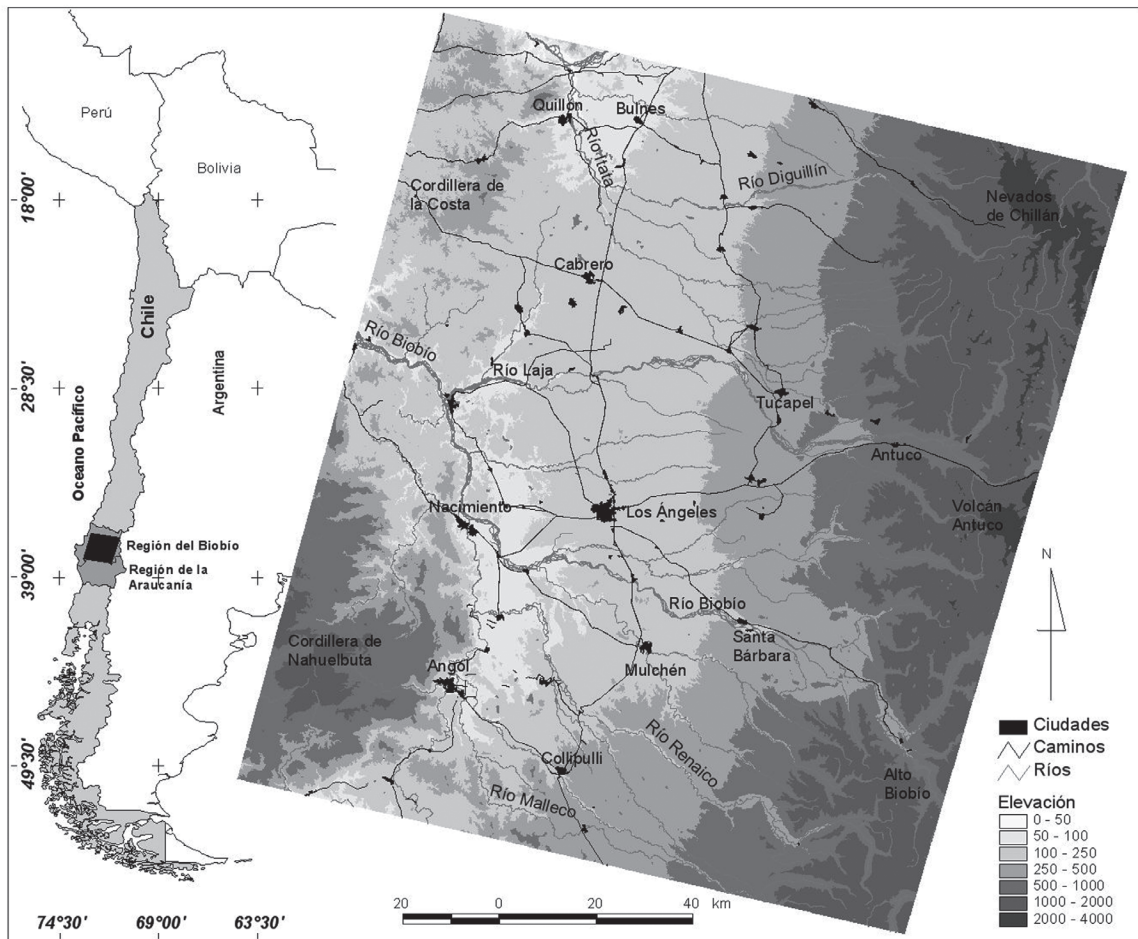 Perú
Bolivia
18°00'
Chile
Argentina
28°30'
Oceano Pacífico
Región del Biobío
Región de la
Araucanía
39°00'
49°30'
74°30'
69°00'
63°30'
Quillón
Bulnes
Río Itata
Río Diguillín
Cordillera de
la Costa
Nevados
de Chillán
Cabrero
Río Biobío
Río Laja
Tucapel
Antuco
Nacimiento
Los Ángeles
Volcán
Antuco
Río Biobío
Santa
Bárbara
Cordillera de
Nahuelbuta
Angol
Mulchén
Collipulli
Río Renaico
Río Malleco
Alto
Biobío
N
Ciudades
Caminos
Ríos
Elevación
0 - 50
50 - 100
100 - 250
250 - 500
500 - 1000
1000 - 2000
2000 - 4000
20 0 20 40 km